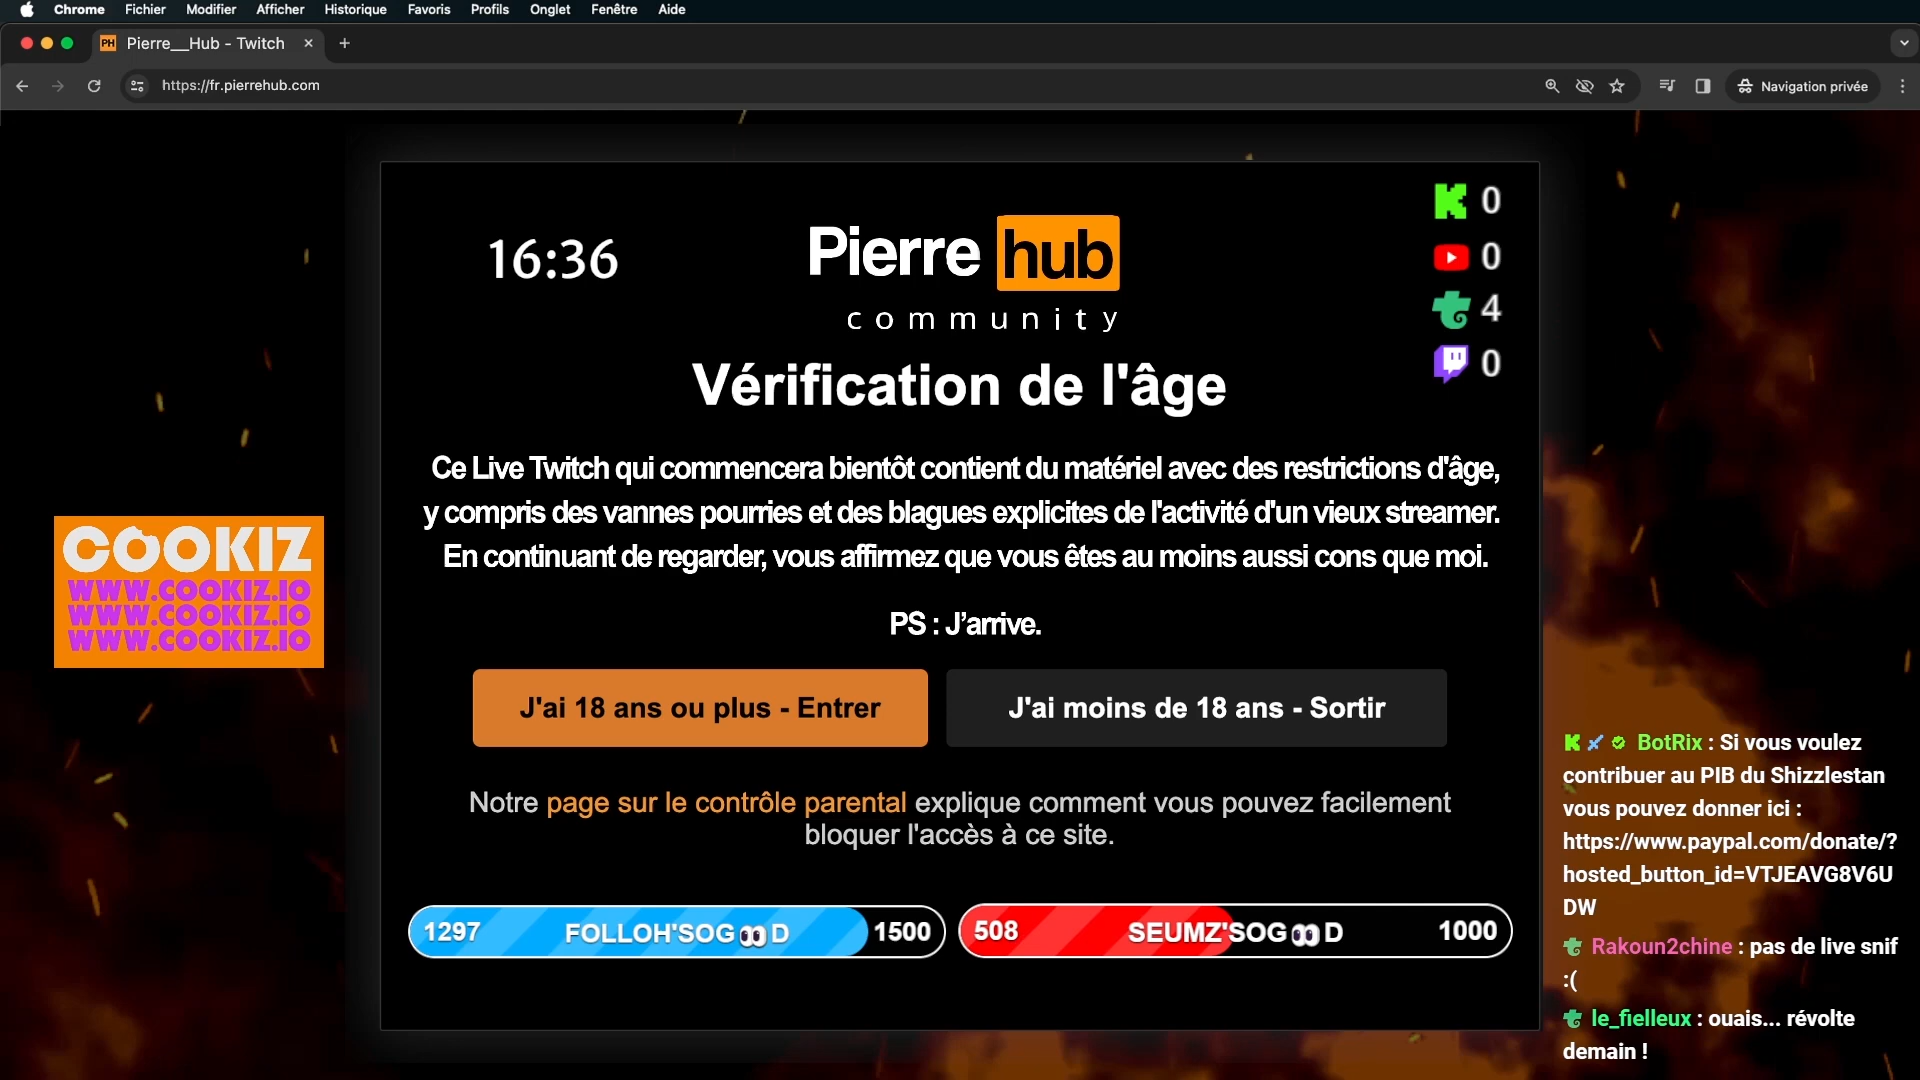 Chrome Fichier Modifier Afficher Historique Favoris Profils Onglet Fenêtre Aide
PH Pierre__Hub - Twitch
https://fr.pierrehub.com
Navigation privée
16:36
Pierre hub
community
0
0
4
0
Vérification de l'âge
Ce Live Twitch qui commencera bientôt contient du matériel avec des restrictions d'âge,
y compris des vannes pourries et des blagues explicites de l'activité d'un vieux streamer.
En continuant de regarder, vous affirmez que vous êtes au moins aussi cons que moi.
PS : J’arrive.
COOKIZ
WWW.COOKIZ.IO
WWW.COOKIZ.IO
WWW.COOKIZ.IO
J'ai 18 ans ou plus - Entrer
J'ai moins de 18 ans - Sortir
Notre page sur le contrôle parental explique comment vous pouvez facilement
bloquer l'accès à ce site.
1297 FOLLOH'SOG👀D 1500
508 SEUMZ'SOG👀D 1000
BotRix : Si vous voulez
contribuer au PIB du Shizzlestan
vous pouvez donner ici :
https://www.paypal.com/donate/?
hosted_button_id=VTJEAVG8V6U
DW
Rakoun2chine : pas de live snif
:(
le_fielleux : ouais... révolte
demain !